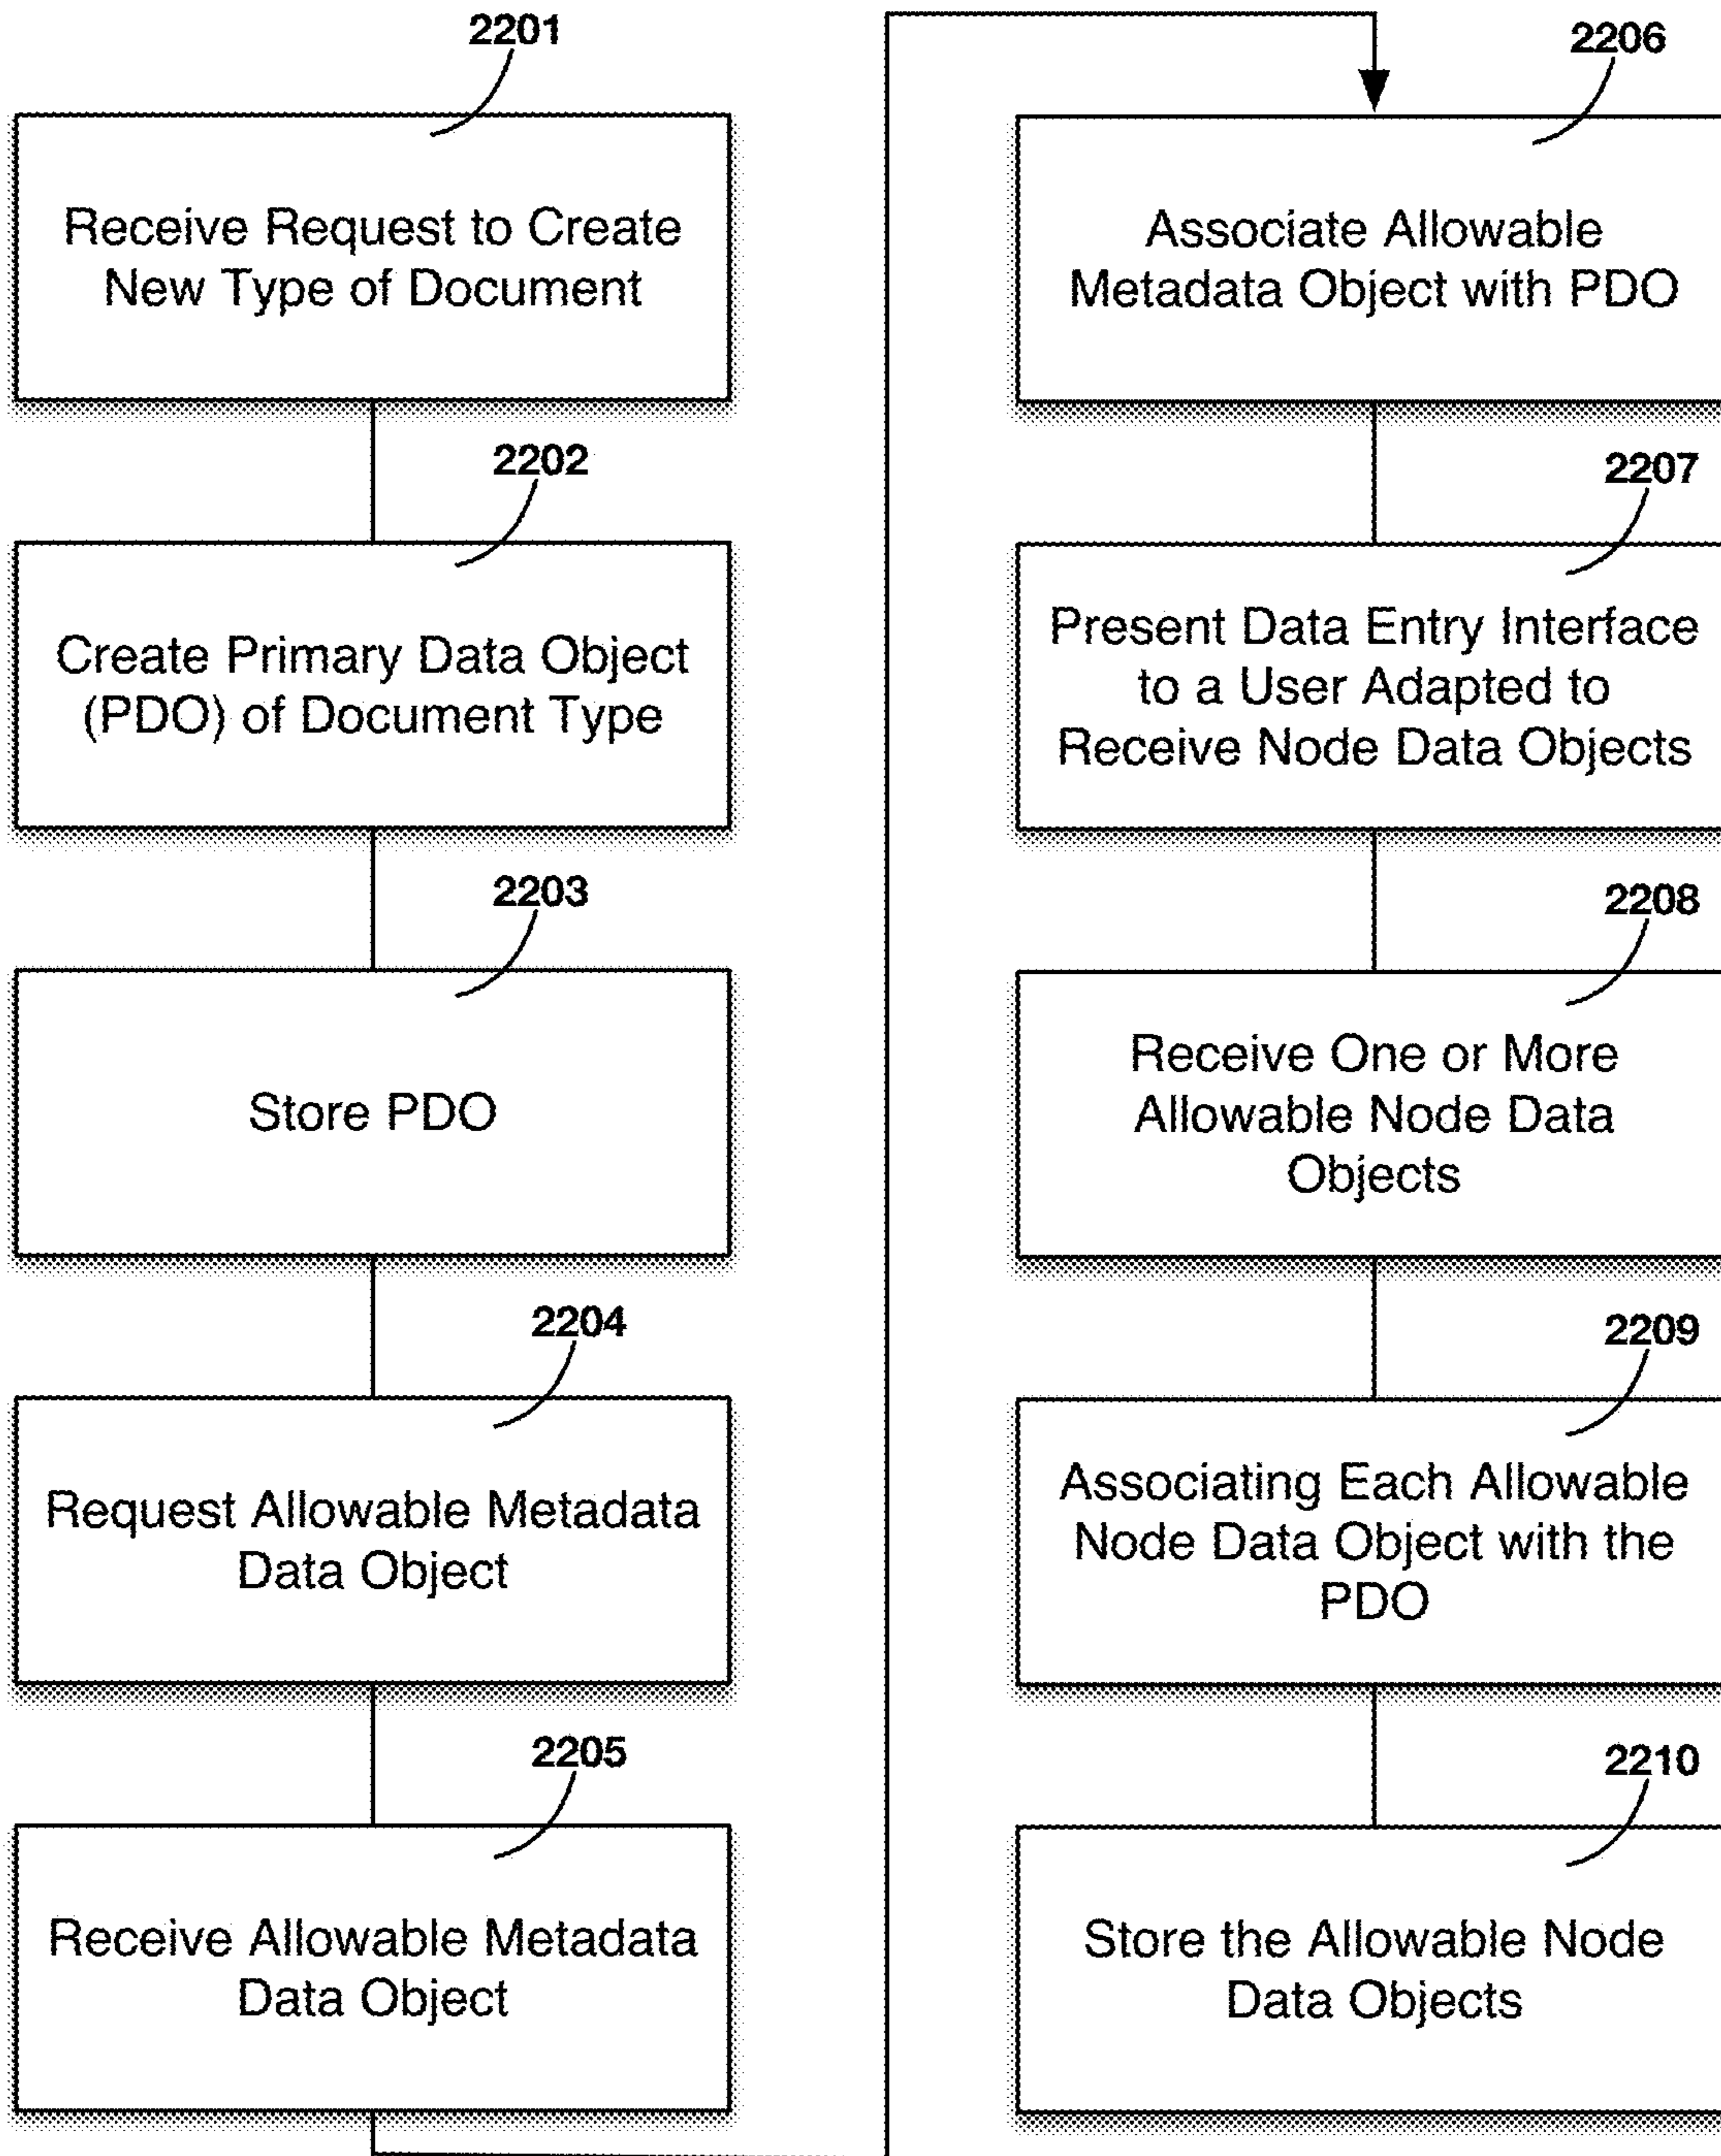 2201
Receive Request to Create
New Type of Document
2202
Create Primary Data Object
(PDO) of Document Type
2203
Store PDO
2204
Request Allowable Metadata
Data Object
2205
Receive Allowable Metadata
Data Object
2206
Associate Allowable
Metadata Object with PDO
2207
Present Data Entry Interface
to a User Adapted to
Receive Node Data Objects
2208
Receive One or More
Allowable Node Data
Objects
2209
Associating Each Allowable
Node Data Object with the
PDO
2210
Store the Allowable Node
Data Objects